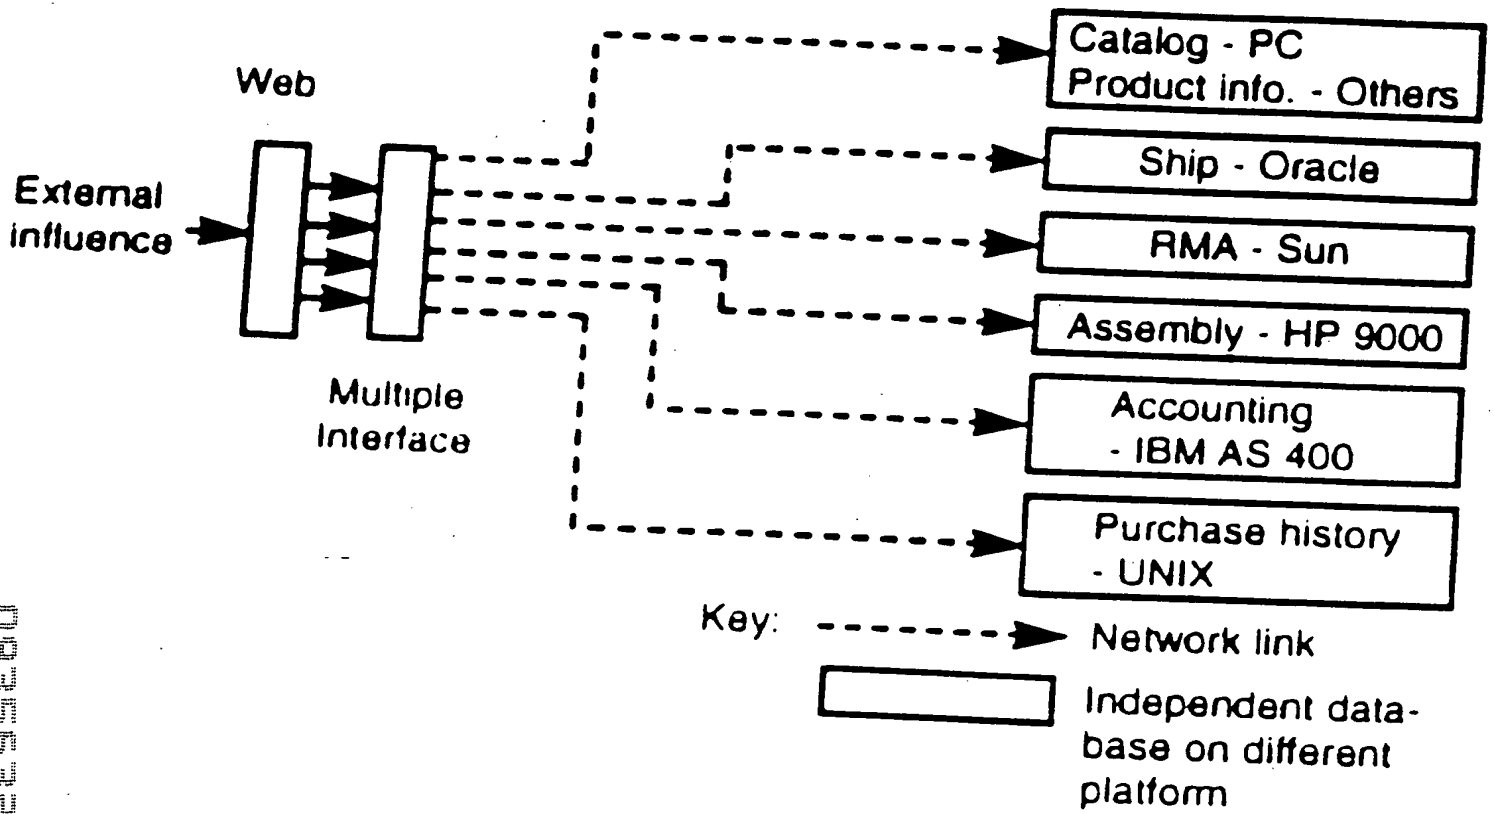 Web
External
influence
Multiple
Interface
Catalog - PC
Product info. - Others
Ship - Oracle
RMA - Sun
Assembly - HP 9000
Accounting
- IBM AS 400
Purchase history
- UNIX
Key:
Network link
Independent data-
base on different
platform